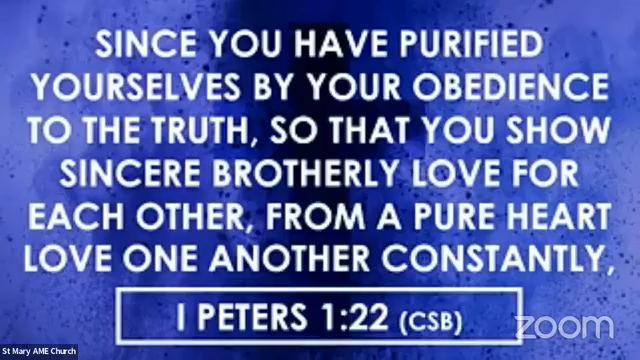 SINCE YOU HAVE PURIFIED
YOURSELVES BY YOUR OBEDIENCE
TO THE TRUTH, SO THAT YOU SHOW
SINCERE BROTHERLY LOVE FOR
EACH OTHER, FROM A PURE HEART
LOVE ONE ANOTHER CONSTANTLY,
I PETERS 1:22 (CSB)
zoom
St Mary AME Church